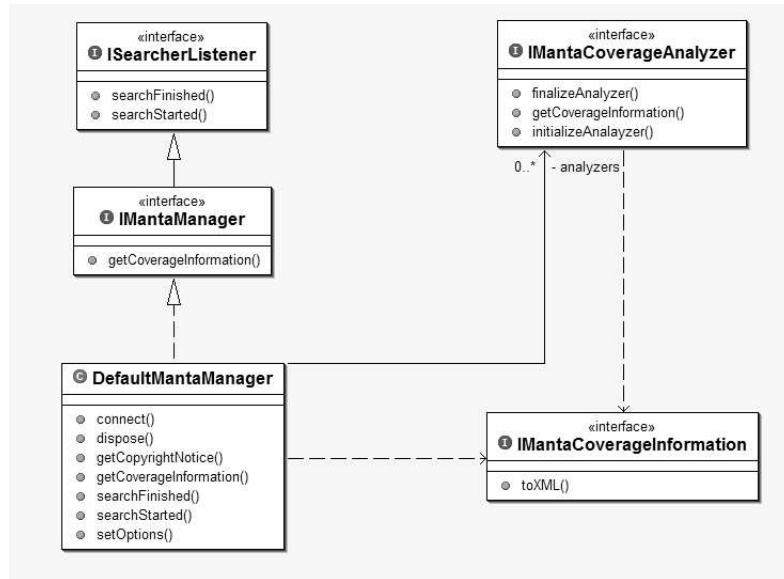 «interface»
I ISearcherListener
searchFinished()
searchStarted()
«interface»
I IMantaCoverageAnalyzer
finalizeAnalyzer()
getCoverageInformation()
initializeAnalayzer()
0..* - analyzers
«interface»
I IMantaManager
getCoverageInformation()
C DefaultMantaManager
connect()
dispose()
getCopyrightNotice()
getCoverageInformation()
searchFinished()
searchStarted()
setOptions()
«interface»
I IMantaCoverageInformation
toXML()